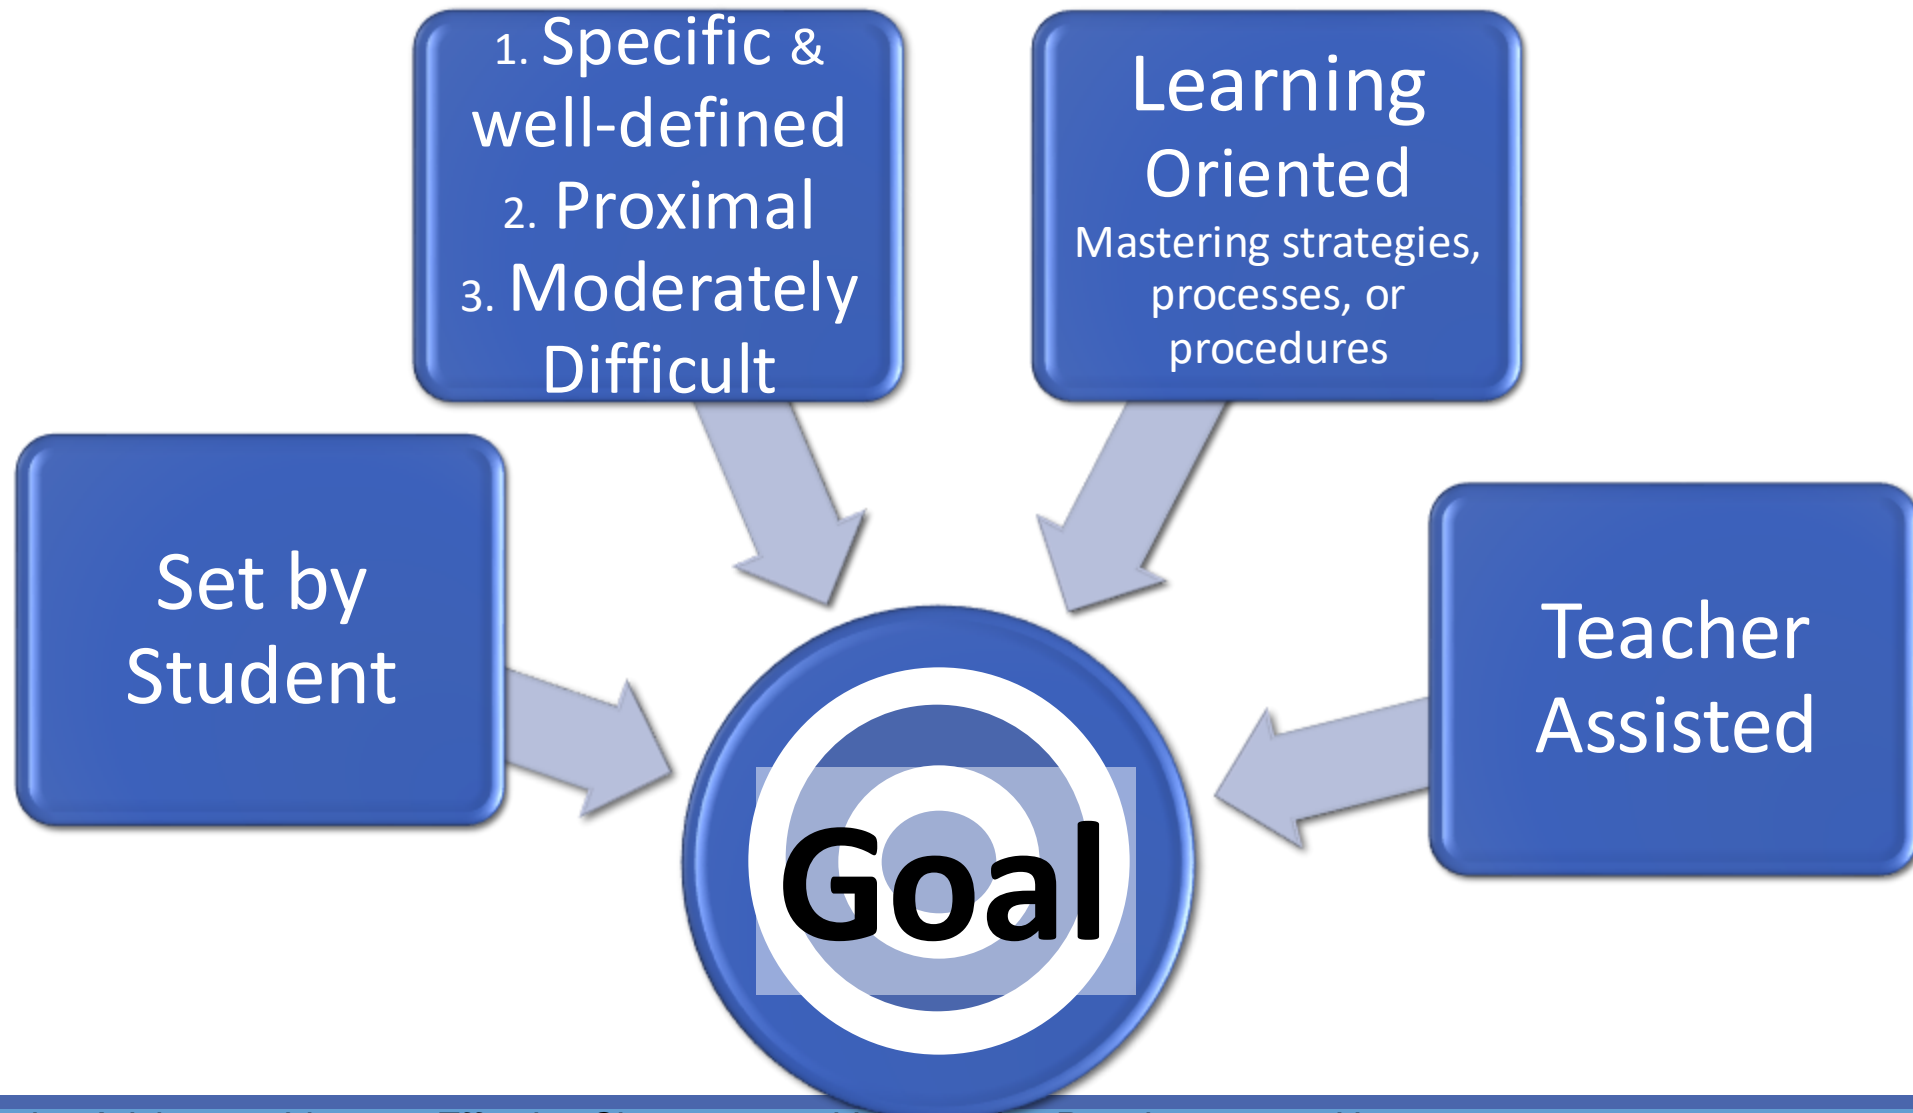 1. Specific &
well-defined
2. Proximal
3. Moderately
Difficult
Learning
Oriented
Mastering strategies,
processes, or
procedures
Set by
Student
Teacher
Assisted
Goal